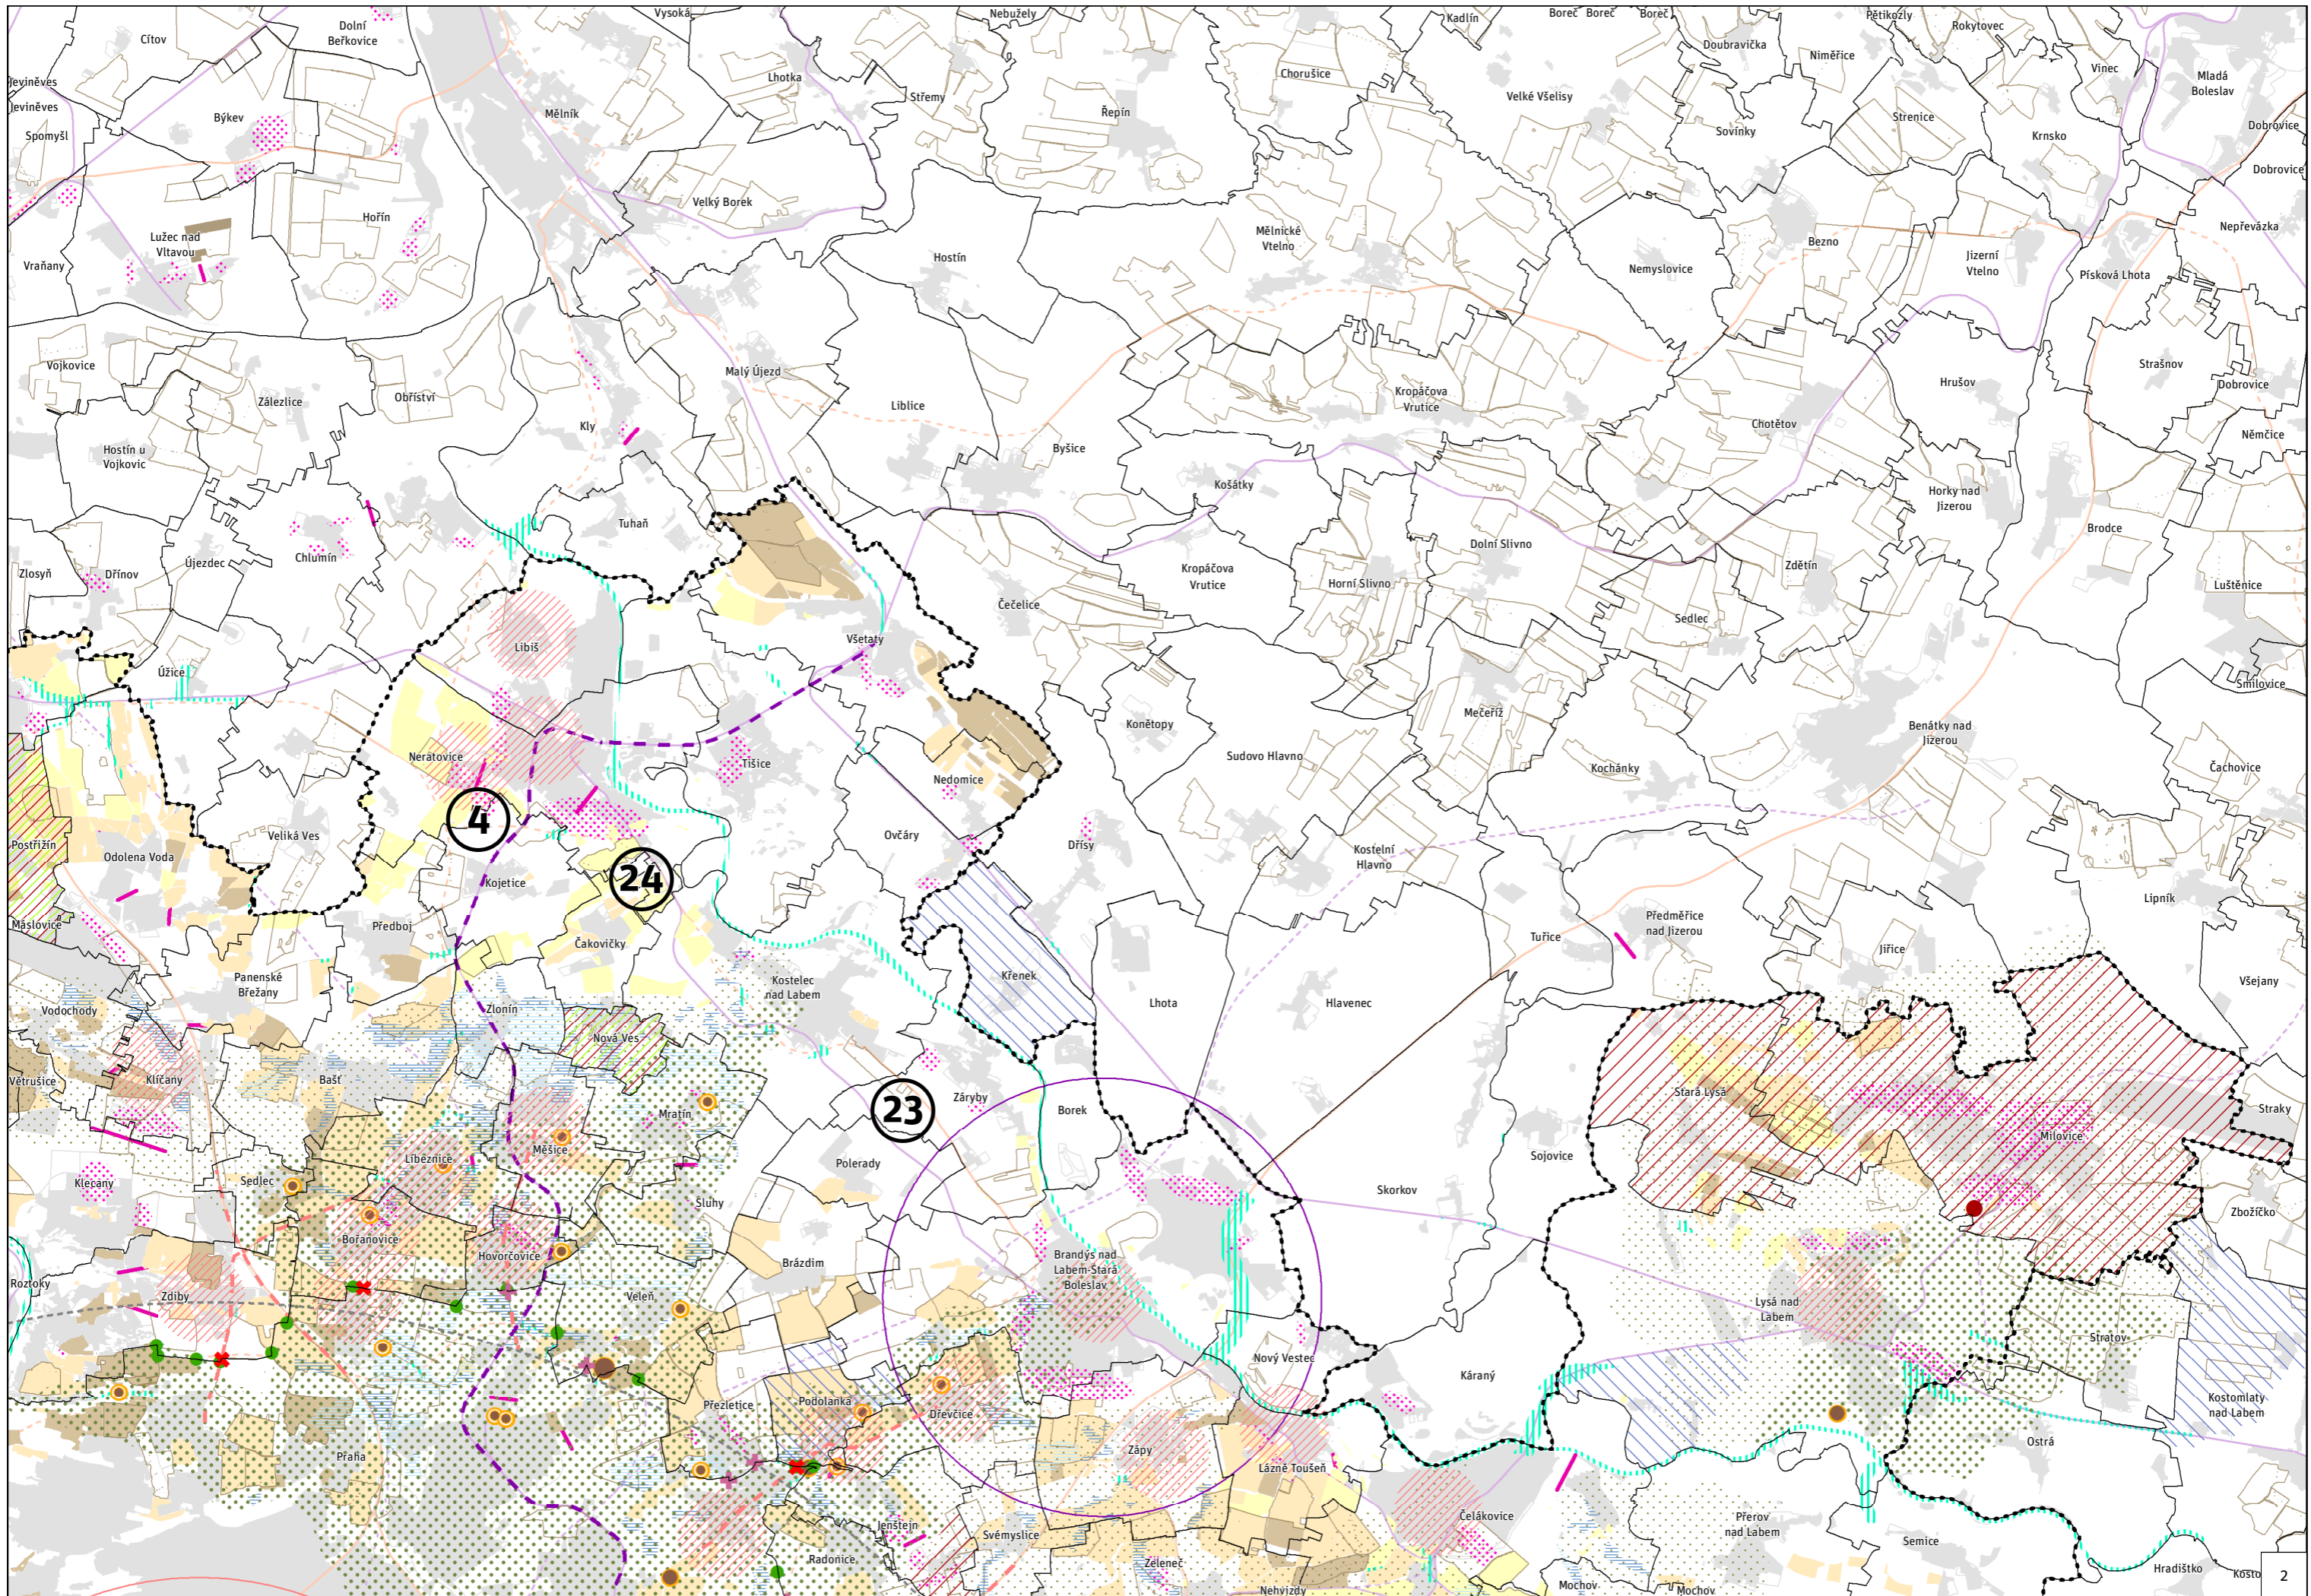 Cítov
Dolní
Beřkovice
Vysoká
Nebužely
Kadlín
Boreč
Boreč
Boreč
Pětikozly
Rokytovec
Doubravička
Niměřice
Vinec
Mladá
Boleslav
Jeviněves
Jeviněves
Spomyšl
Býkev
Mělník
Lhotka
Střemy
Řepín
Chorušice
Velké Všelisy
Sovínky
Strenice
Krnsko
Dobrovice
Dobrovice
Lužec nad
Vltavou
Hořín
Velký Borek
Vraňany
Hostín
Mělnické
Vtelno
Nemyslovice
Bezno
Jizerní
Vtelno
Písková Lhota
Nepřevázka
Vojkovice
Zálezlice
Obříství
Malý Újezd
Kly
Liblice
Byšice
Kropáčova
Vrutice
Hrušov
Strašnov
Dobrovice
Chotětov
Němčice
Hostín u
Vojkovic
Košátky
Horky nad
Jizerou
Brodce
Tuhaň
Chlumín
Újezdec
Zlosyň
Dřínov
Kropáčova
Vrutice
Horní Slivno
Dolní Slivno
Zdětín
Luštěnice
Čečelice
Sedlec
Libiš
Všetaty
Úžice
Smilovice
Konětopy
Mečeříž
Benátky nad
Jizerou
Neratovice
Tišice
Nedomice
Sudovo Hlavno
Kochánky
Čachovice
4
Veliká Ves
Ovčáry
Dřísy
Kostelní
Hlavno
Postřižín
Odolena Voda
24
Kojetice
Lipník
Máslovice
Předboj
Čakovičky
Předměřice
nad Jizerou
Tuřice
Jiřice
Panenské
Břežany
Kostelec
nad Labem
Křenek
Lhota
Hlavenec
Všejany
Vodochody
Zlonín
Nová Ves
Větrušice
Klíčany
Bašť
23
Záryby
Borek
Stará Lysá
Straky
Mratín
Milovice
Líbeznice
Měšice
Polerady
Sojovice
Klecany
Sedlec
Sluhy
Skorkov
Zbožíčko
Bořanovice
Hovorčovice
Brázdim
Brandýs nad
Labem-Stará
Boleslav
Roztoky
Zdiby
Veleň
Lysá nad
Labem
Stratov
Nový Vestec
Káraný
Přezletice
Podolanka
Dřevčice
Kostomlaty
nad Labem
Praha
Zápy
Lázně Toušeň
Ostrá
Čelákovice
Přerov
nad Labem
Jenštejn
Svémyslice
Semice
Radonice
Zeleneč
Nehvizdy
Mochov
Mochov
Hradištko
Kosto
2